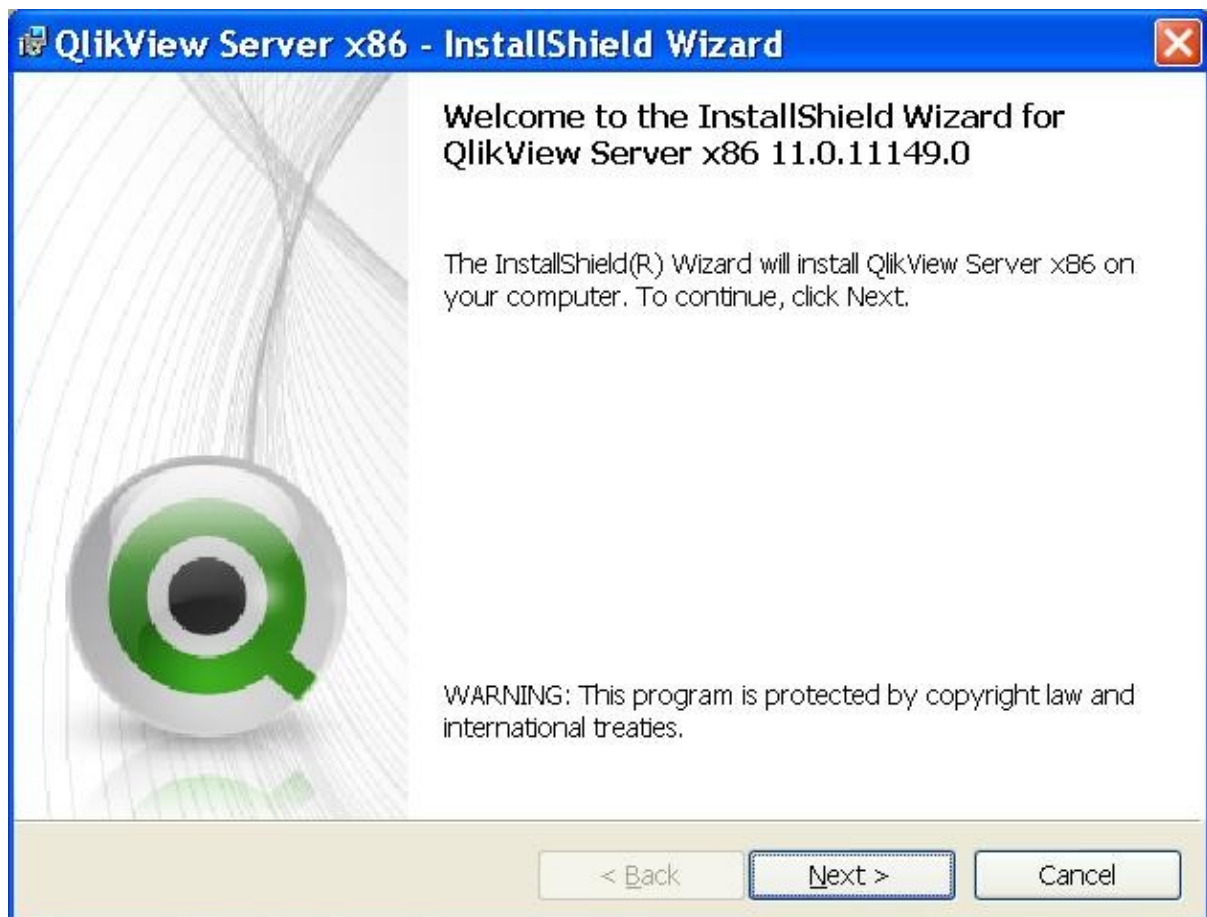 QlikView Server x86 - InstallShield Wizard
Welcome to the InstallShield Wizard for
QlikView Server x86 11.0.11149.0
The InstallShield(R) Wizard will install QlikView Server x86 on
your computer. To continue, click Next.
WARNING: This program is protected by copyright law and
international treaties.
< Back
Next >
Cancel